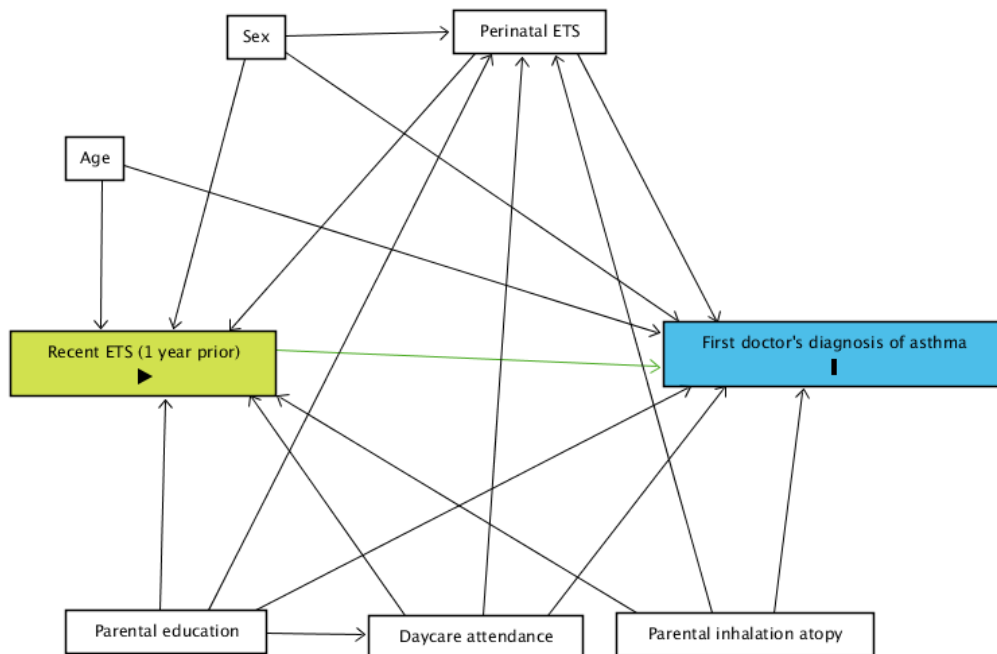 Sex
Perinatal ETS
Age
Recent ETS (1 year prior)
First doctor's diagnosis of asthma
Parental education
Daycare attendance
Parental inhalation atopy